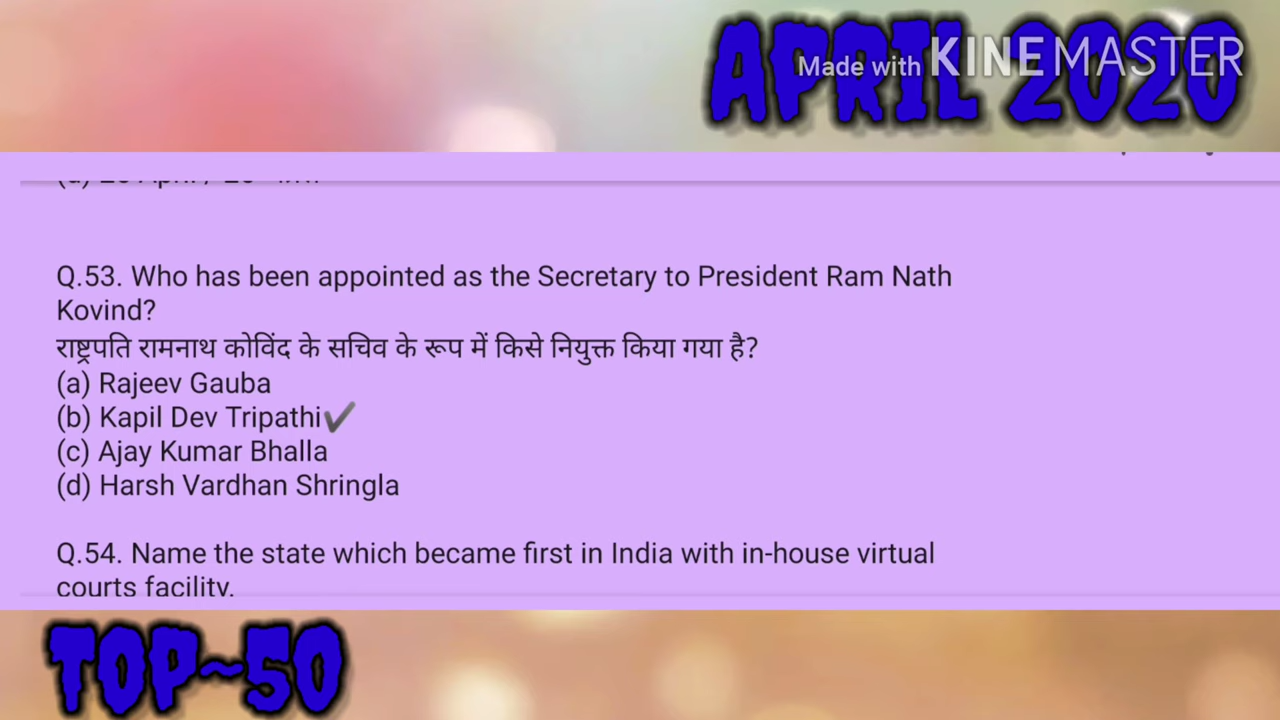 APRIL 2020
Made with KINEMASTER
Q.53. Who has been appointed as the Secretary to President Ram Nath
Kovind?
राष्ट्रपति रामनाथ कोविंद के सचिव के रूप में किसे नियुक्त किया गया है?
(a) Rajeev Gauba
(b) Kapil Dev Tripathi✔
(c) Ajay Kumar Bhalla
(d) Harsh Vardhan Shringla
Q.54. Name the state which became first in India with in-house virtual
courts facility.
TOP~50